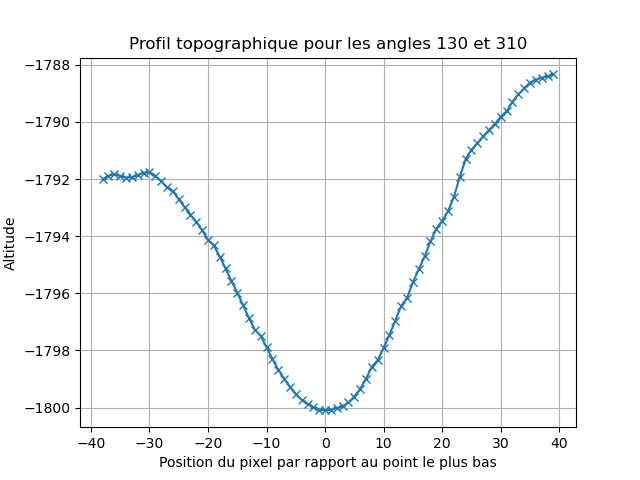 Profil topographique pour les angles 130 et 310
−1788
−1790
−1792
−1794
−1796
−1798
−1800
Altitude
−40 −30 −20 −10 0 10 20 30 40
Position du pixel par rapport au point le plus bas